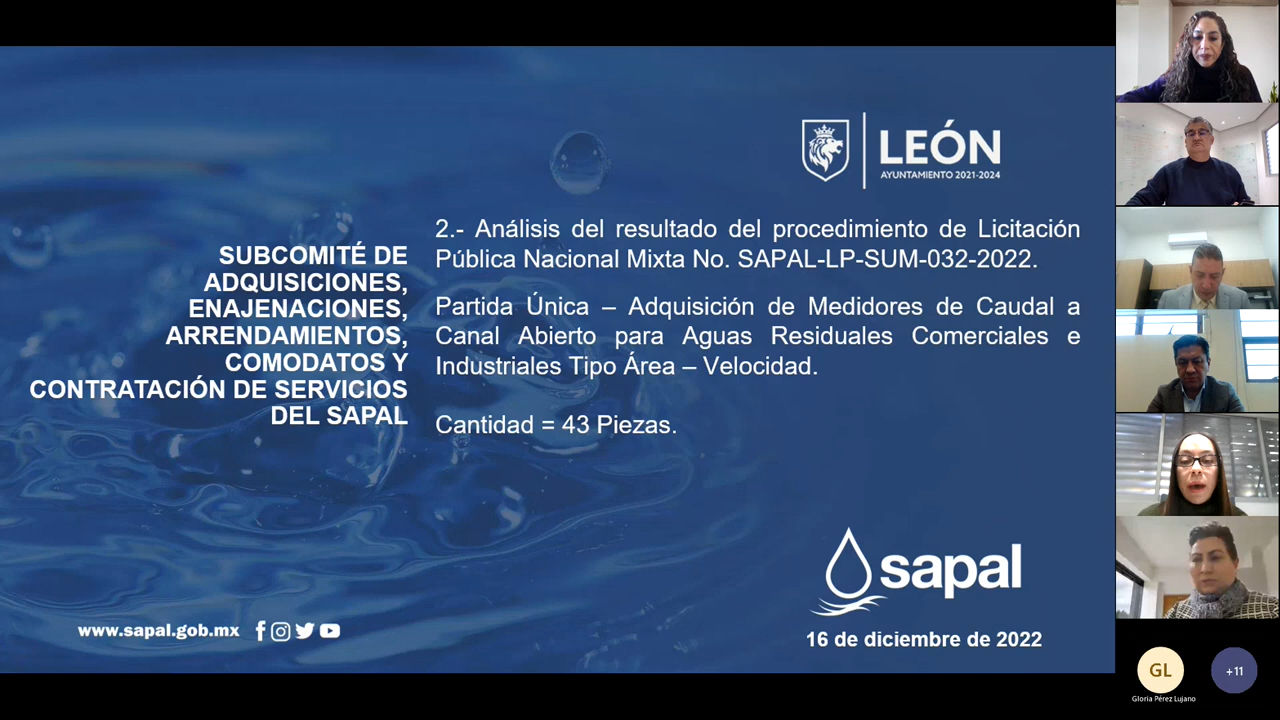 SUBCOMITÉ DE
ADQUISICIONES,
ENAJENACIONES,
ARRENDAMIENTOS,
COMODATOS Y
CONTRATACIÓN DE SERVICIOS
DEL SAPAL
LEÓN
AYUNTAMIENTO 2021-2024
2.- Análisis del resultado del procedimiento de Licitación
Pública Nacional Mixta No. SAPAL-LP-SUM-032-2022.
Partida Única – Adquisición de Medidores de Caudal a
Canal Abierto para Aguas Residuales Comerciales e
Industriales Tipo Área – Velocidad.
Cantidad = 43 Piezas.
sapal
www.sapal.gob.mx
16 de diciembre de 2022
GL
+11
Gloria Pérez Lujano